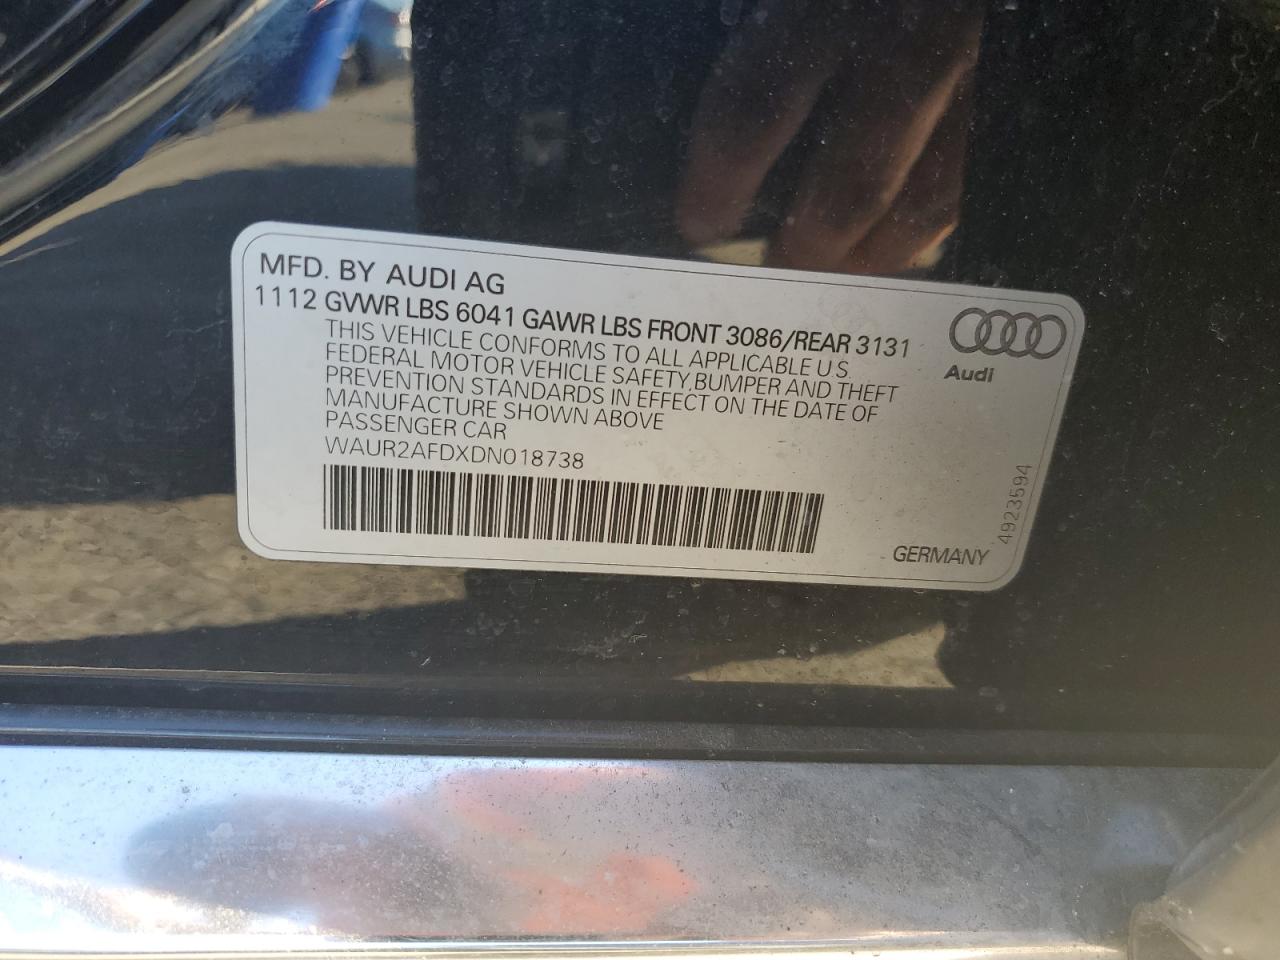 MFD. BY AUDI AG
1112 GVWR LBS 6041 GAWR LBS FRONT 3086/REAR 3131
THIS VEHICLE CONFORMS TO ALL APPLICABLE U.S.
FEDERAL MOTOR VEHICLE SAFETY, BUMPER AND THEFT
PREVENTION STANDARDS IN EFFECT ON THE DATE OF
MANUFACTURE SHOWN ABOVE
PASSENGER CAR
WAUR2AFDXDN018738
Audi
4923594
GERMANY